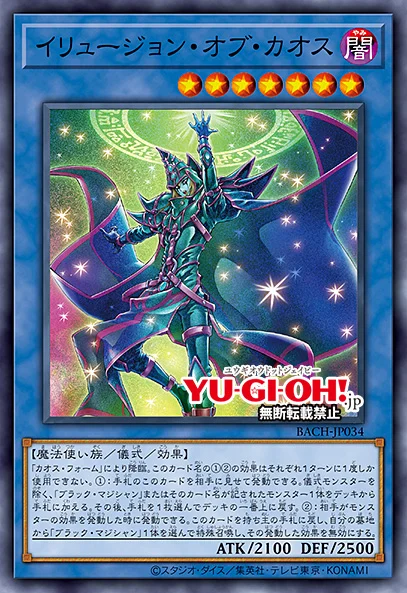 イリュージョン・オブ・カオス
闇
やみ
ユウギオウドットジェイピー
YU-GI-OH!.jp
無断転載禁止
BACH-JP034
【魔法使い族／儀式／効果】
「カオス・フォーム」により降臨。このカード名の①②の効果はそれぞれ1ターンに1度しか
使用できない。①：手札のこのカードを相手に見せて発動できる。儀式モンスター
を除く、「ブラック・マジシャン」またはそのカード名が記されたモンスター1体をデッキから
手札に加える。その後、手札を1枚選んでデッキの一番上に戻す。②：相手がモン
スターの効果を発動した時に発動できる。このカードを持ち主の手札に戻し、自分の墓地
から「ブラック・マジシャン」1体を選んで特殊召喚し、その発動した効果を無効にする。
ATK/2100 DEF/2500
©スタジオ・ダイス／集英社・テレビ東京・KONAMI